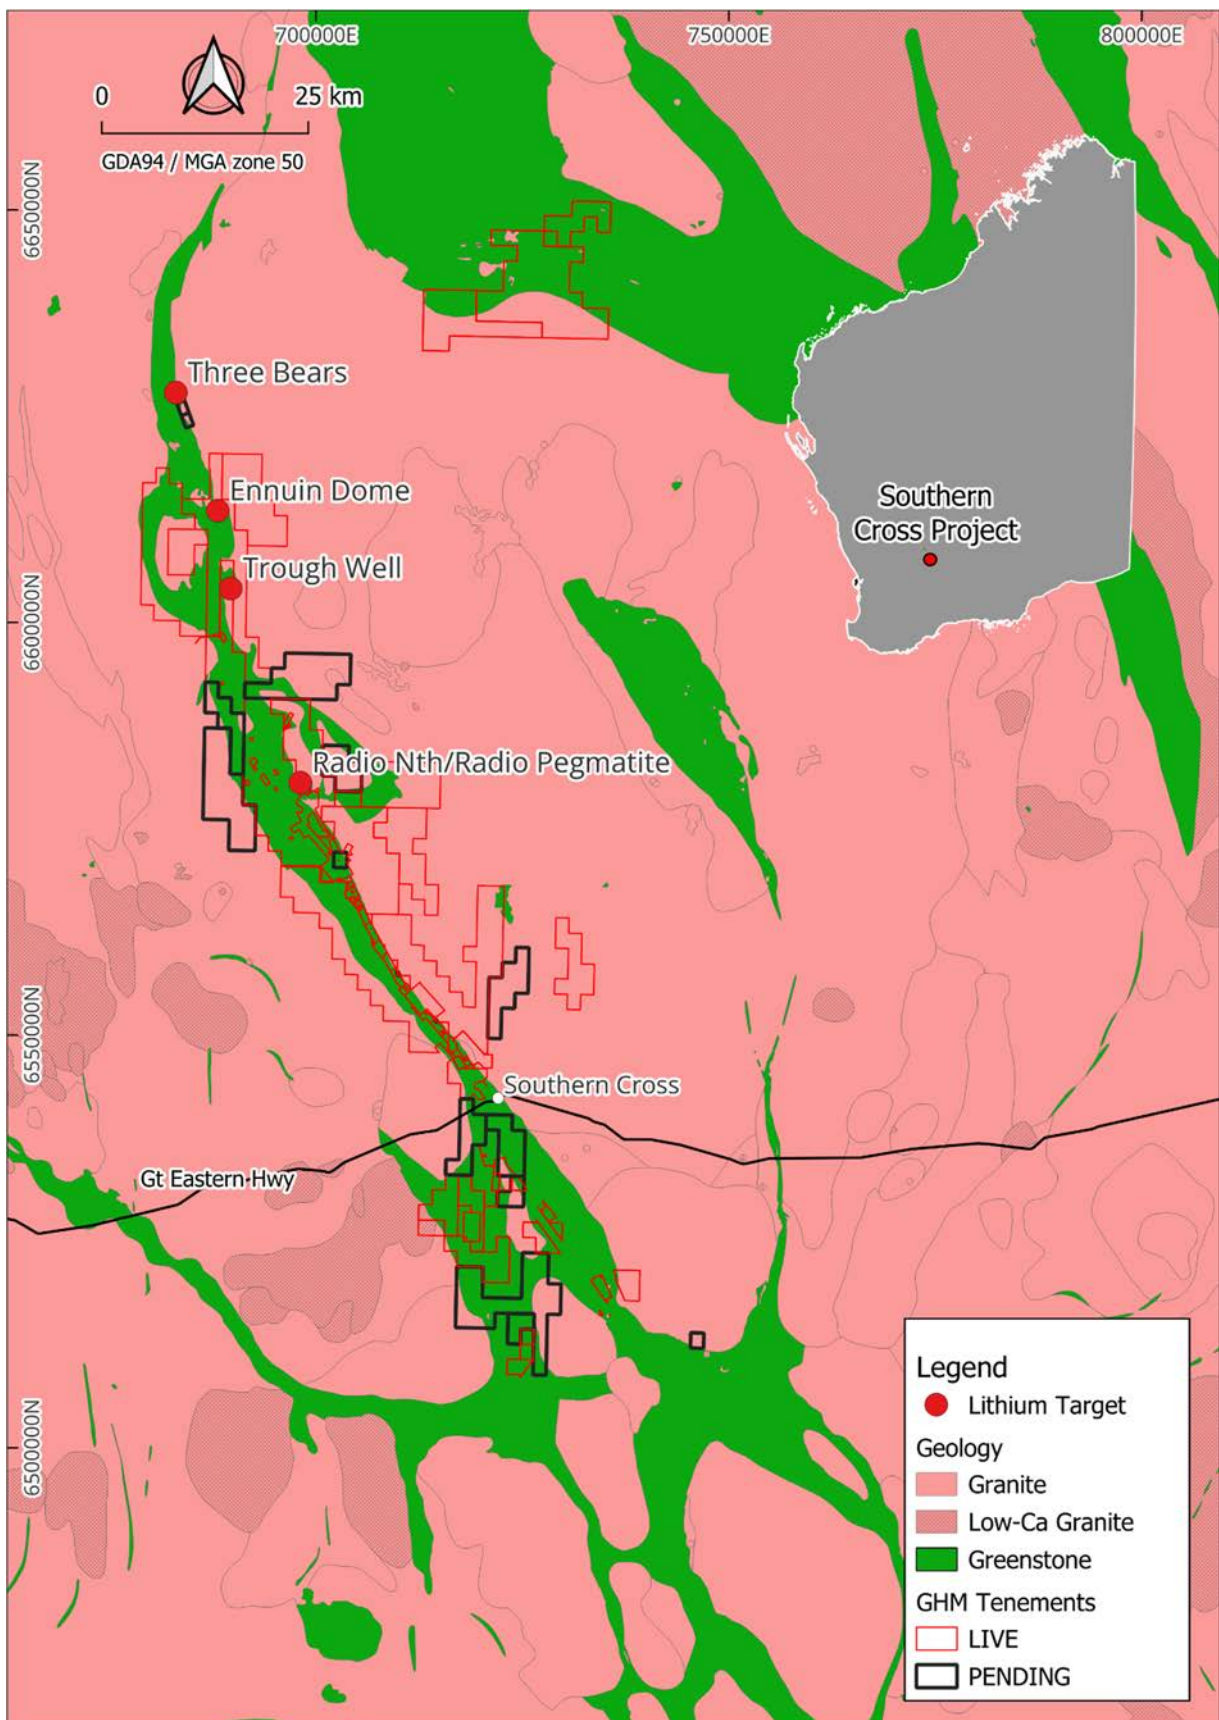 700000E
750000E
800000E
0
25 km
GDA94 / MGA zone 50
6650000N
Three Bears
Ennuin Dome
Southern
Cross Project
Trough Well
6600000N
Radio Nth/Radio Pegmatite
6550000N
Southern Cross
Gt Eastern Hwy
6500000N
Legend
Lithium Target
Geology
Granite
Low-Ca Granite
Greenstone
GHM Tenements
LIVE
PENDING